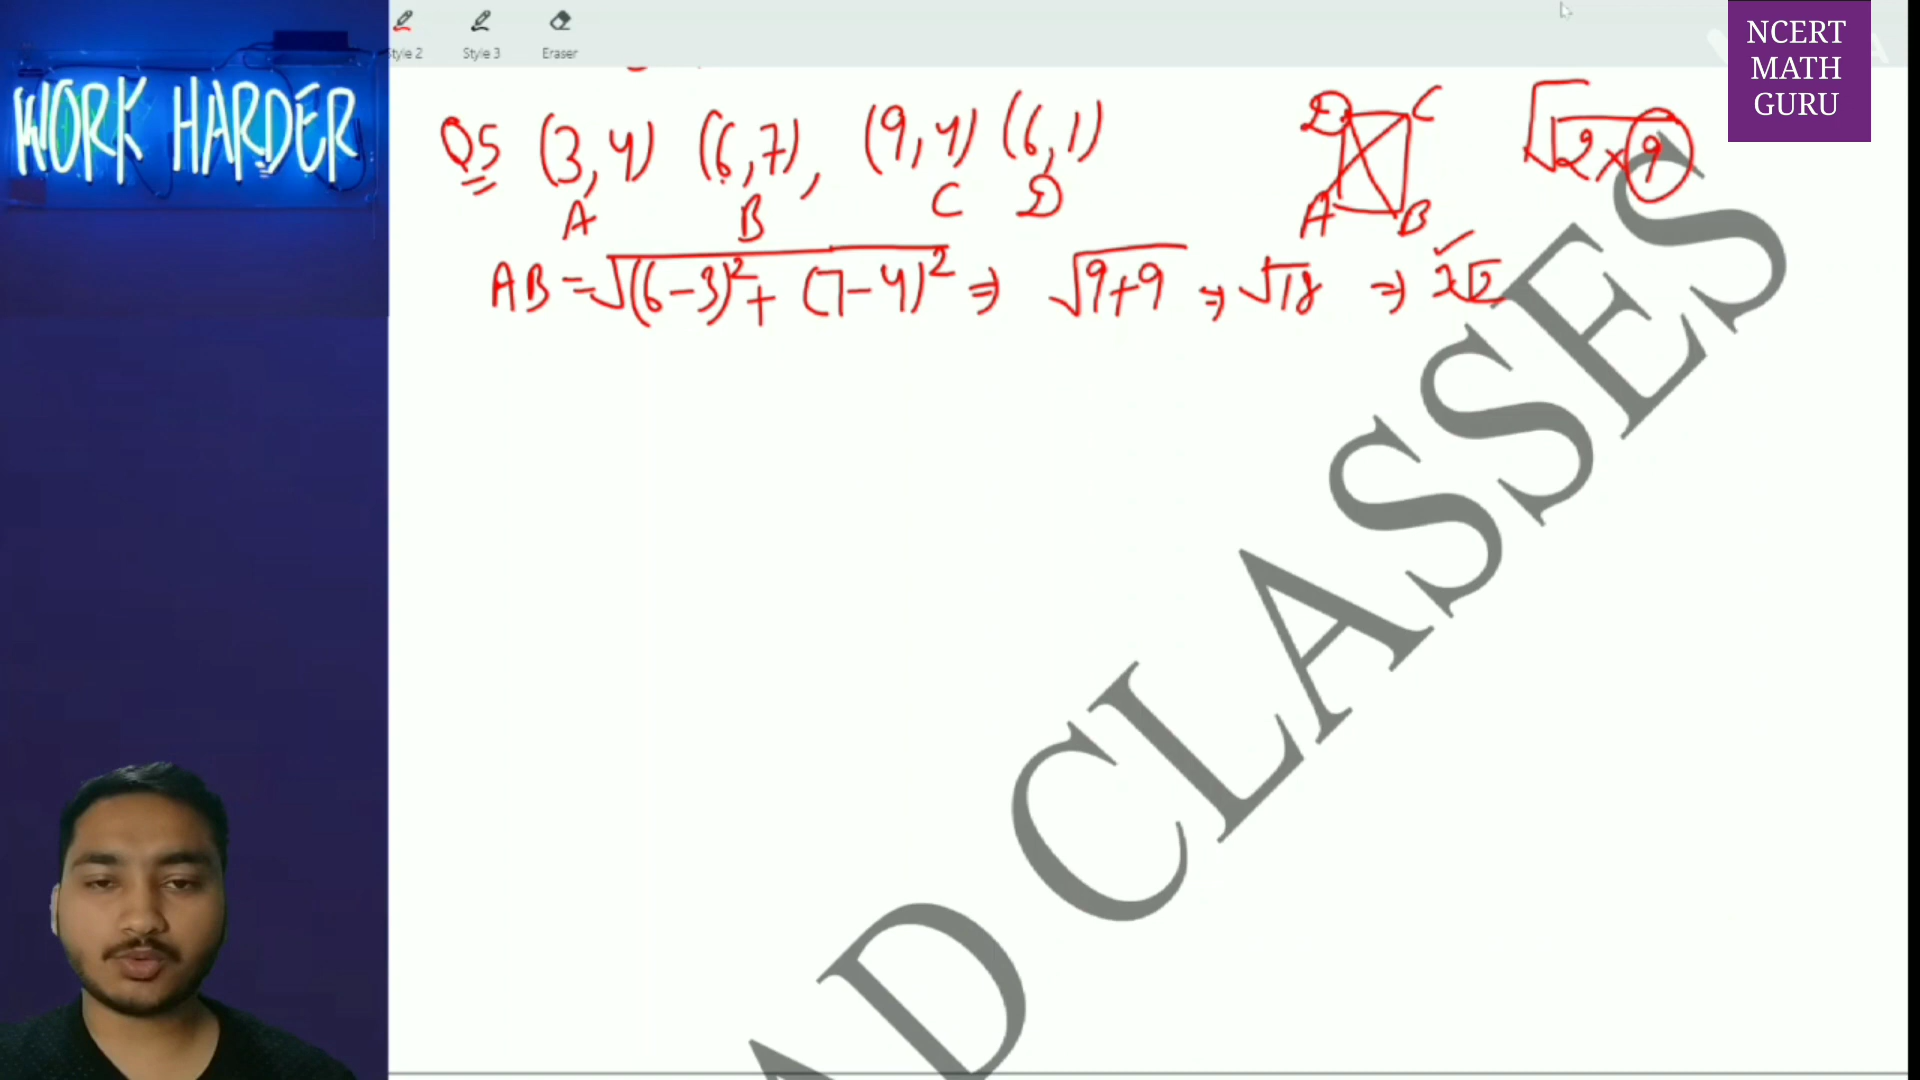 WORK HARDER
Style 2 Style 3 Eraser
NCERT
MATH
GURU
Q5 (3,4) (6,7), (9,4) (6,1)
A B C D
D C
A B
√2×9
AB = √(6-3)²+ (7-4)² ⇒ √9+9 ⇒ √18 ⇒ 3√2
AD CLASSES